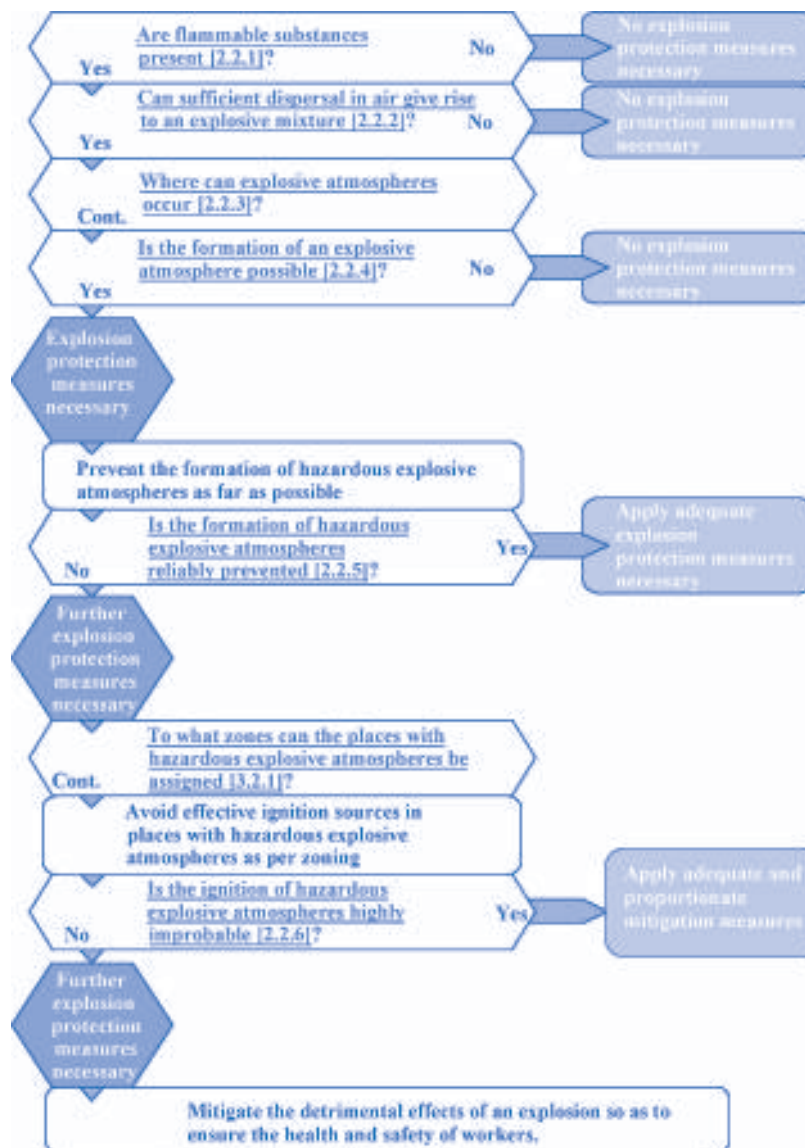 Are flammable substances
present [2.2.1]?
No
Yes
No explosion
protection measures
necessary
Can sufficient dispersal in air give rise
to an explosive mixture [2.2.2]?
No
Yes
No explosion
protection measures
necessary
Where can explosive atmospheres
occur [2.2.3]?
Cont.
Is the formation of an explosive
atmosphere possible [2.2.4]?
No
Yes
No explosion
protection measures
necessary
Explosion
protection
measures
necessary
Prevent the formation of hazardous explosive
atmospheres as far as possible
Is the formation of hazardous
explosive atmospheres
reliably prevented [2.2.5]?
Yes
No
Apply adequate
explosion
protection measures
necessary
Further
explosion
protection
measures
necessary
To what zones can the places with
hazardous explosive atmospheres be
assigned [3.2.1]?
Cont.
Avoid effective ignition sources in
places with hazardous explosive
atmospheres as per zoning
Is the ignition of hazardous
explosive atmospheres highly
improbable [2.2.6]?
Yes
No
Apply adequate and
proportionate
mitigation measures
Further
explosion
protection
measures
necessary
Mitigate the detrimental effects of an explosion so as to
ensure the health and safety of workers.